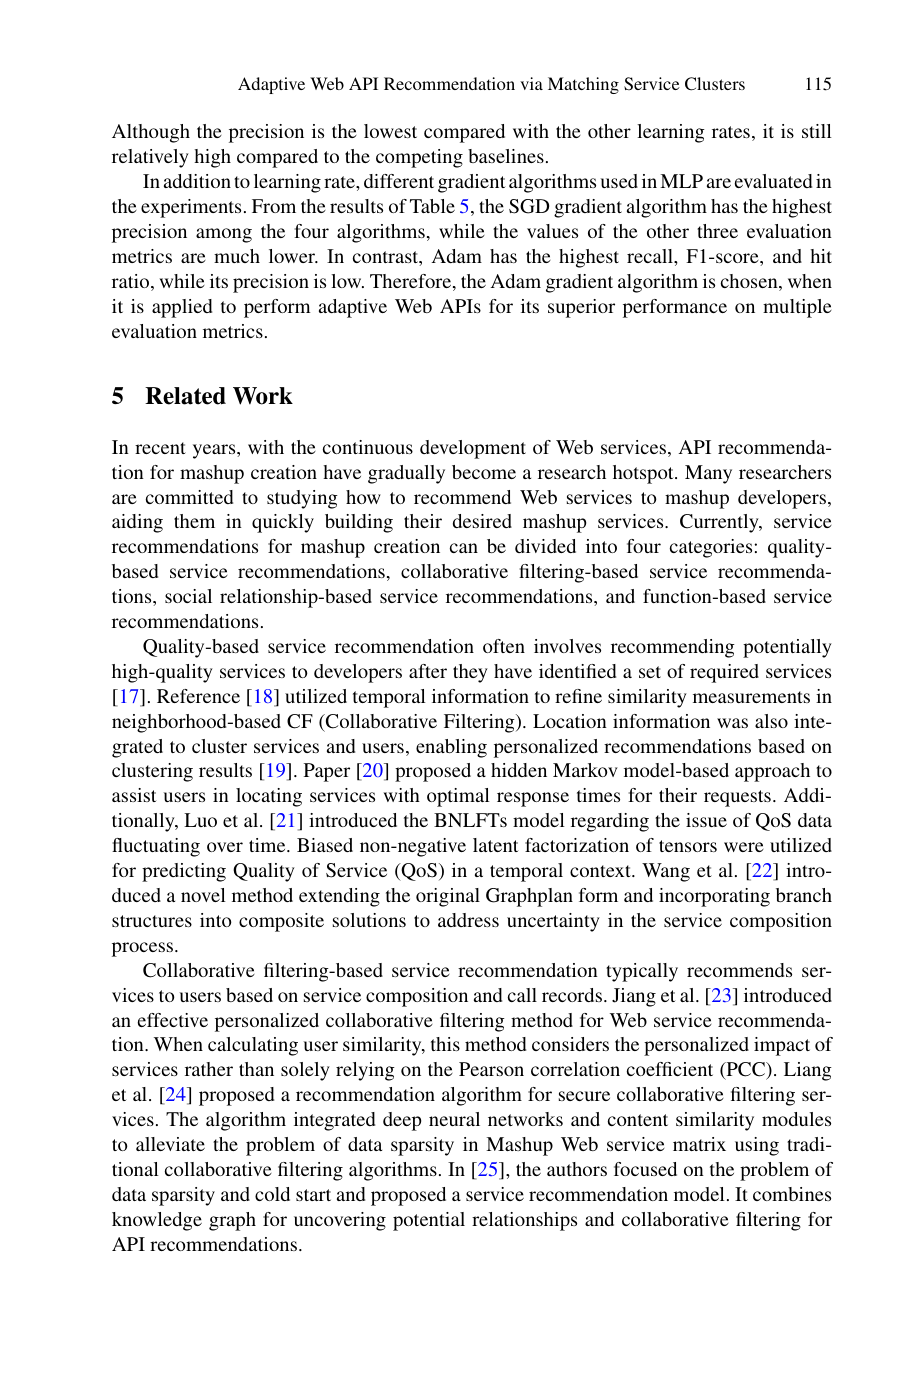 Adaptive Web API Recommendation via Matching Service Clusters 115
Although the precision is the lowest compared with the other learning rates, it is still
relatively high compared to the competing baselines.
In addition to learning rate, different gradient algorithms used in MLP are evaluated in
the experiments. From the results of Table 5, the SGD gradient algorithm has the highest
precision among the four algorithms, while the values of the other three evaluation
metrics are much lower. In contrast, Adam has the highest recall, F1-score, and hit
ratio, while its precision is low. Therefore, the Adam gradient algorithm is chosen, when
it is applied to perform adaptive Web APIs for its superior performance on multiple
evaluation metrics.
5 Related Work
In recent years, with the continuous development of Web services, API recommenda-
tion for mashup creation have gradually become a research hotspot. Many researchers
are committed to studying how to recommend Web services to mashup developers,
aiding them in quickly building their desired mashup services. Currently, service
recommendations for mashup creation can be divided into four categories: quality-
based service recommendations, collaborative filtering-based service recommenda-
tions, social relationship-based service recommendations, and function-based service
recommendations.
Quality-based service recommendation often involves recommending potentially
high-quality services to developers after they have identified a set of required services
[17]. Reference [18] utilized temporal information to refine similarity measurements in
neighborhood-based CF (Collaborative Filtering). Location information was also inte-
grated to cluster services and users, enabling personalized recommendations based on
clustering results [19]. Paper [20] proposed a hidden Markov model-based approach to
assist users in locating services with optimal response times for their requests. Addi-
tionally, Luo et al. [21] introduced the BNLFTs model regarding the issue of QoS data
fluctuating over time. Biased non-negative latent factorization of tensors were utilized
for predicting Quality of Service (QoS) in a temporal context. Wang et al. [22] intro-
duced a novel method extending the original Graphplan form and incorporating branch
structures into composite solutions to address uncertainty in the service composition
process.
Collaborative filtering-based service recommendation typically recommends ser-
vices to users based on service composition and call records. Jiang et al. [23] introduced
an effective personalized collaborative filtering method for Web service recommenda-
tion. When calculating user similarity, this method considers the personalized impact of
services rather than solely relying on the Pearson correlation coefficient (PCC). Liang
et al. [24] proposed a recommendation algorithm for secure collaborative filtering ser-
vices. The algorithm integrated deep neural networks and content similarity modules
to alleviate the problem of data sparsity in Mashup Web service matrix using tradi-
tional collaborative filtering algorithms. In [25], the authors focused on the problem of
data sparsity and cold start and proposed a service recommendation model. It combines
knowledge graph for uncovering potential relationships and collaborative filtering for
API recommendations.